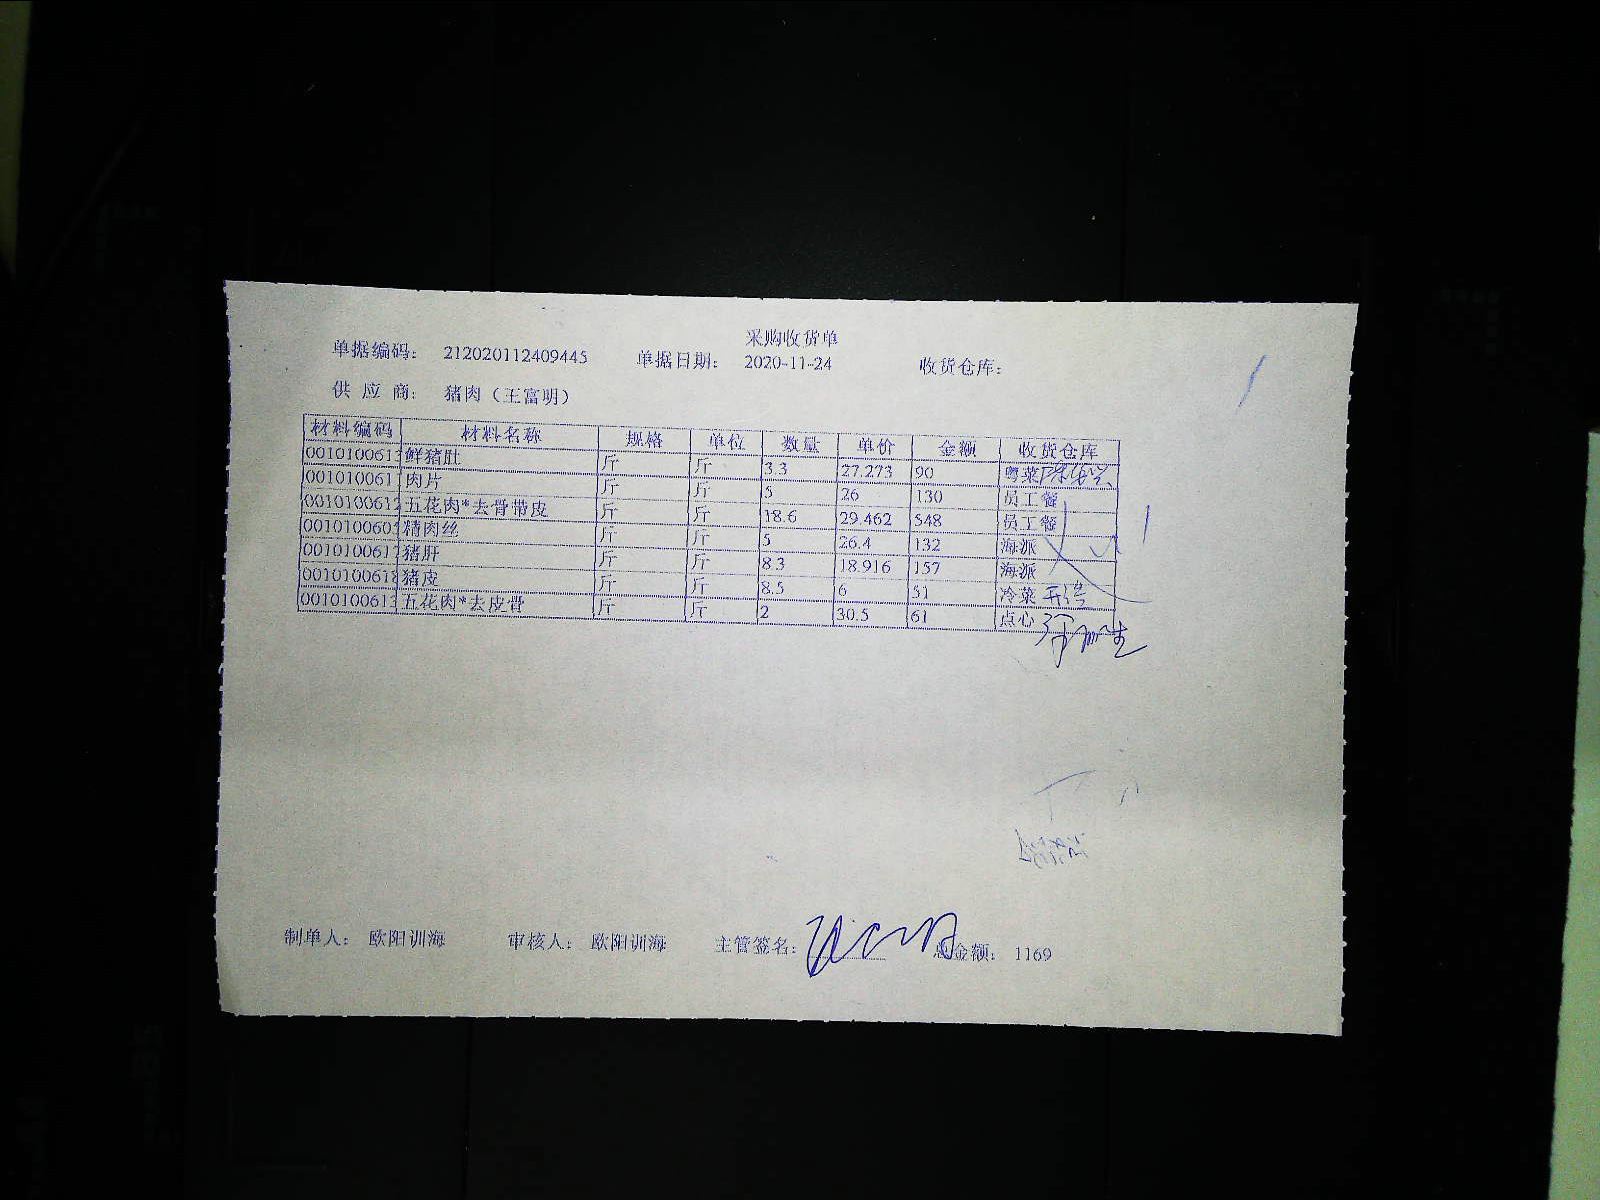 采购收货单
单据编码： 212020112409445 单据日期： 2020-11-24 收货仓库：
供 应 商： 猪肉（王富明）
材料编码 材料名称 规格 单位 数量 单价 金额 收货仓库
0010100613 鲜猪肚 斤 斤 3.3 27.273 90 粤菜
001010061 肉片 斤 斤 5 26 130 员工餐
0010100612 五花肉*去骨带皮 斤 斤 18.6 29.462 548 员工餐
001010060 精肉丝 斤 斤 5 26.4 132 海派
001010061 猪肝 斤 斤 8.3 18.916 157 海派
0010100618 猪皮 斤 斤 8.5 6 51 冷菜
0010100613 五花肉*去皮骨 斤 斤 2 30.5 61 点心
制单人： 欧阳训海 审核人： 欧阳训海 主管签名： 总金额： 1169